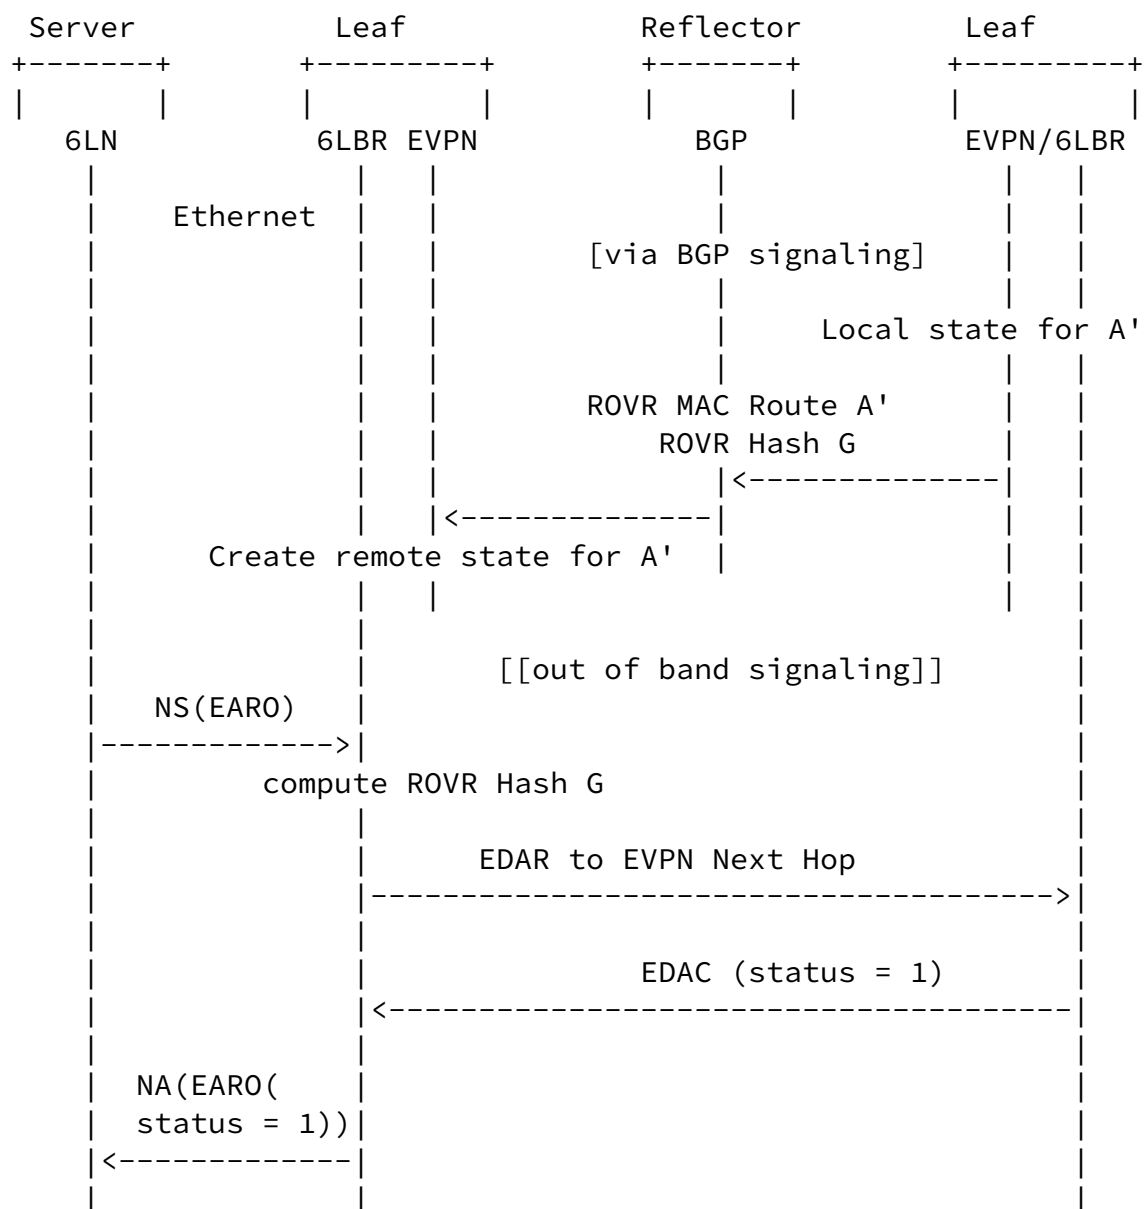 Server Leaf Reflector Leaf
6LN 6LBR EVPN BGP EVPN/6LBR
Ethernet
[via BGP signaling]
Local state for A'
ROVR MAC Route A'
ROVR Hash G
Create remote state for A'
[[out of band signaling]]
NS(EARO)
compute ROVR Hash G
EDAR to EVPN Next Hop
EDAC (status = 1)
NA(EARO(
status = 1))